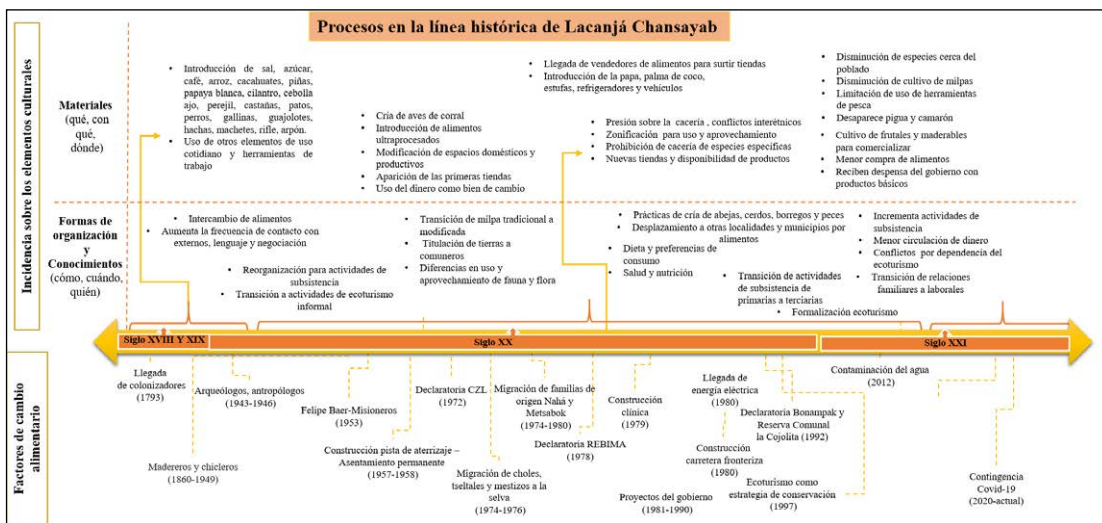 Procesos en la línea histórica de Lacanjá Chansayab
Incidencia sobre los elementos culturales
Materiales
(qué, con
qué,
dónde)
• Introducción de sal, azúcar,
café, arroz, cacahuates, piñas,
papaya blanca, cilantro, cebolla
ajo, perejil, castañas, patos,
perros, gallinas, guajolotes,
hachas, machetes, rifle, arpón.
• Uso de otros elementos de uso
cotidiano y herramientas de
trabajo
• Cría de aves de corral
• Introducción de alimentos
ultraprocesados
• Modificación de espacios domésticos y
productivos
• Aparición de las primeras tiendas
• Uso del dinero como bien de cambio
• Llegada de vendedores de alimentos para surtir tiendas
• Introducción de la papa, palma de coco,
estufas, refrigeradores y vehículos
• Presión sobre la cacería , conflictos interétnicos
• Zonificación para uso y aprovechamiento
• Prohibición de cacería de especies específicas
• Nuevas tiendas y disponibilidad de productos
• Disminución de especies cerca del
poblado
• Disminución de cultivo de milpas
• Limitación de uso de herramientas
de pesca
• Desaparece pigua y camarón
• Cultivo de frutales y maderables
para comercializar
• Menor compra de alimentos
• Reciben despensa del gobierno con
productos básicos
Formas de
organización
y
Conocimientos
(cómo, cuándo,
quién)
• Intercambio de alimentos
• Aumenta la frecuencia de contacto con
externos, lenguaje y negociación
• Reorganización para actividades de
subsistencia
• Transición a actividades de ecoturismo
informal
• Transición de milpa tradicional a
modificada
• Titulación de tierras a
comuneros
• Diferencias en uso y
aprovechamiento de fauna y flora
• Prácticas de cría de abejas, cerdos, borregos y peces
• Desplazamiento a otras localidades y municipios por
alimentos
• Dieta y preferencias de
consumo
• Salud y nutrición
• Transición de actividades
de subsistencia de
primarias a terciarías
• Formalización ecoturismo
• Incrementa actividades de
subsistencia
• Menor circulación de dinero
• Conflictos por dependencia del
ecoturismo
• Transición de relaciones
familiares a laborales
Siglo XVIII Y XIX
Siglo XX
Siglo XXI
Factores de cambio
alimentario
Llegada
de colonizadores
(1793)
Madereros y chicleros
(1860-1949)
Arqueólogos, antropólogos
(1943-1946)
Felipe Baer-Misioneros
(1953)
Construcción pista de aterrizaje –
Asentamiento permanente
(1957-1958)
Declaratoria CZL
(1972)
Migración de choles,
tseltales y mestizos a la
selva
(1974-1976)
Migración de familias de
origen Nahá y
Metsabok
(1974-1980)
Declaratoria REBIMA
(1978)
Construcción
clínica
(1979)
Proyectos del gobierno
(1981-1990)
Llegada de
energía eléctrica
(1980)
Construcción
carretera fronteriza
(1980)
Declaratoria Bonampak y
Reserva Comunal
la Cojolita (1992)
Ecoturismo como
estrategia de conservación
(1997)
Contaminación del agua
(2012)
Contingencia
Covid-19
(2020-actual)